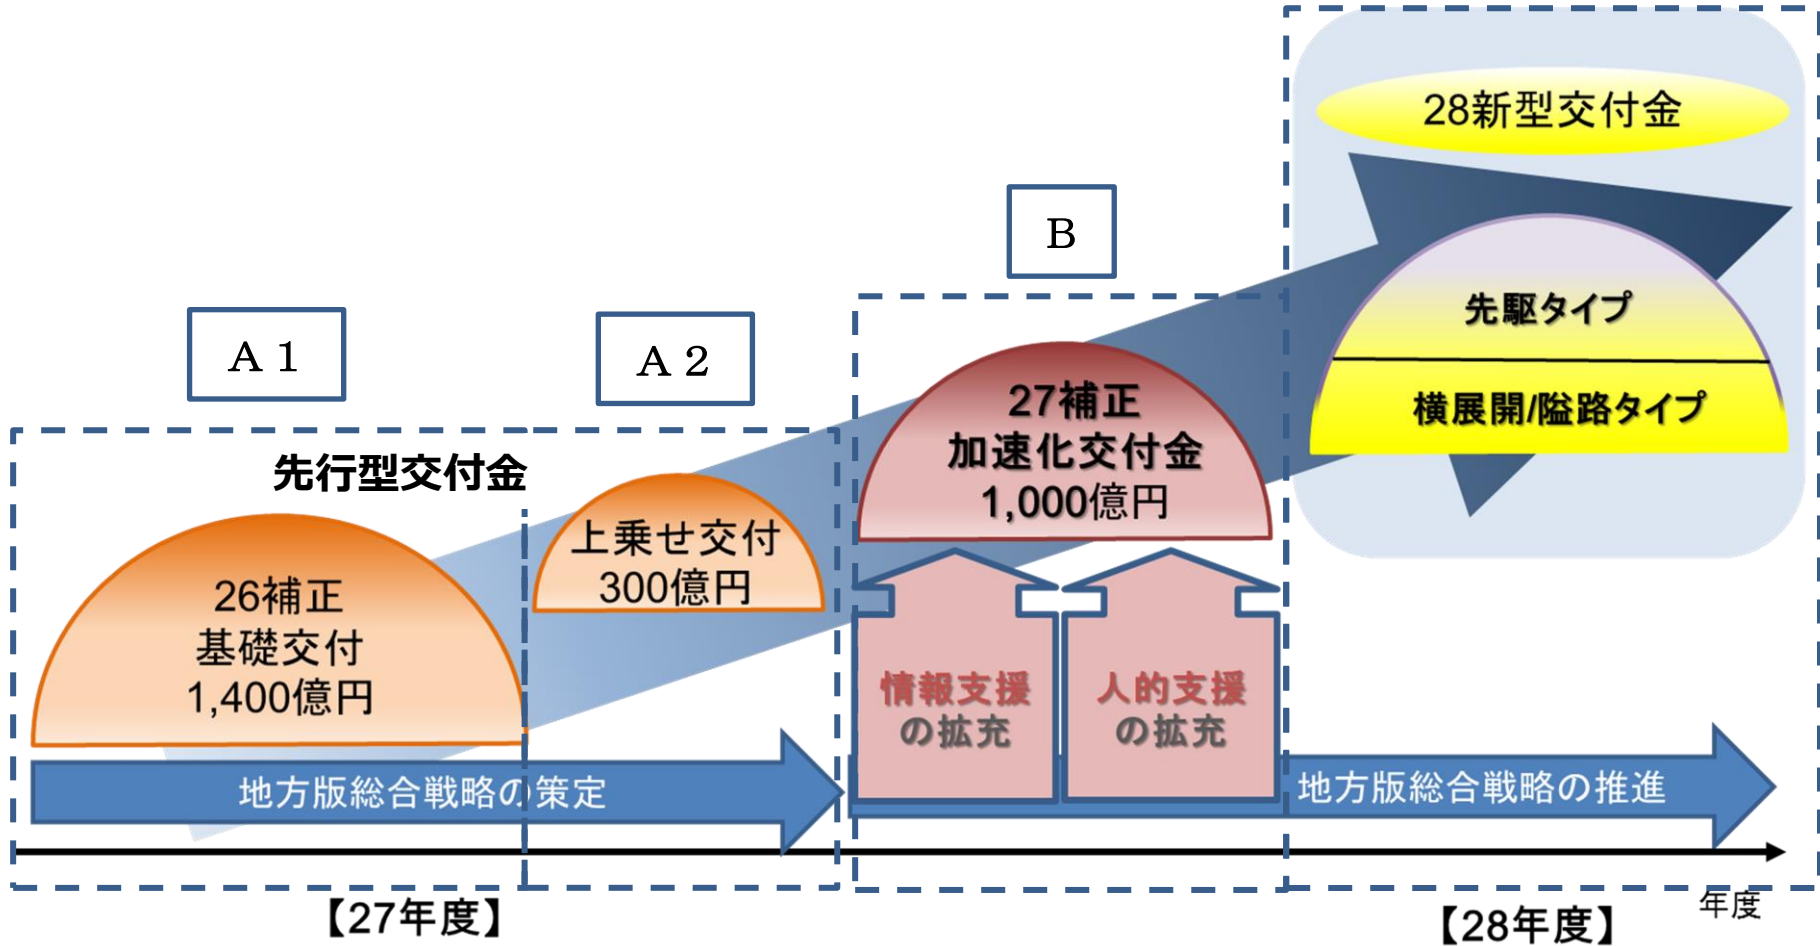 28新型交付金
B
先駆タイプ
横展開/隘路タイプ
A 1
A 2
27補正
加速化交付金
1,000億円
先行型交付金
上乗せ交付
300億円
26補正
基礎交付
1,400億円
情報支援
の拡充
人的支援
の拡充
地方版総合戦略の策定
地方版総合戦略の推進
【27年度】
【28年度】
年度